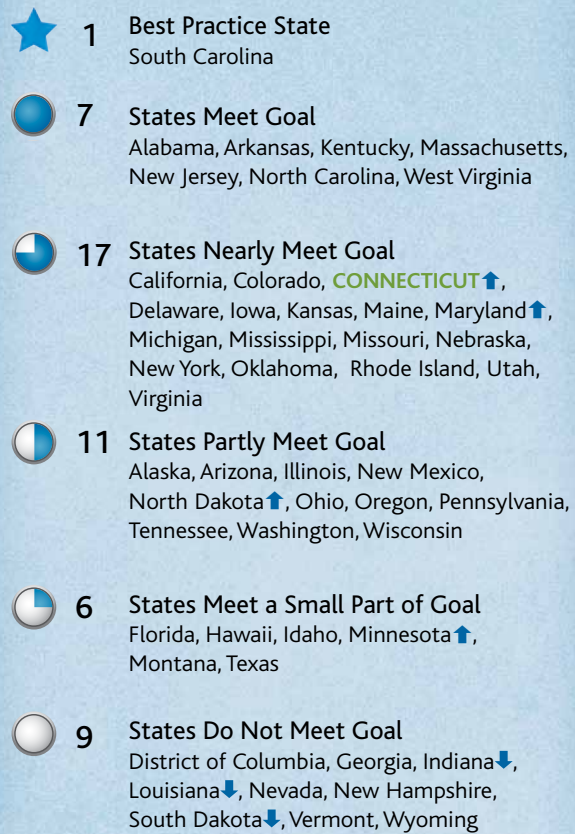 1 Best Practice State
South Carolina
7 States Meet Goal
Alabama, Arkansas, Kentucky, Massachusetts,
New Jersey, North Carolina, West Virginia
17 States Nearly Meet Goal
California, Colorado, CONNECTICUT⬆,
Delaware, Iowa, Kansas, Maine, Maryland⬆,
Michigan, Mississippi, Missouri, Nebraska,
New York, Oklahoma, Rhode Island, Utah,
Virginia
11 States Partly Meet Goal
Alaska, Arizona, Illinois, New Mexico,
North Dakota⬆, Ohio, Oregon, Pennsylvania,
Tennessee, Washington, Wisconsin
6 States Meet a Small Part of Goal
Florida, Hawaii, Idaho, Minnesota⬆,
Montana, Texas
9 States Do Not Meet Goal
District of Columbia, Georgia, Indiana⬇,
Louisiana⬇, Nevada, New Hampshire,
South Dakota⬇, Vermont, Wyoming